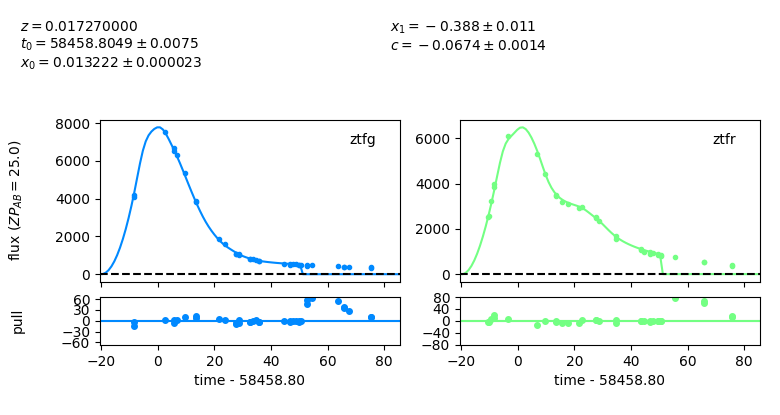 z = 0.017270000
t₀ = 58458.8049 ± 0.0075
x₀ = 0.013222 ± 0.000023
x₁ = −0.388 ± 0.011
c = −0.0674 ± 0.0014
flux (ZP_AB = 25.0)
8000
6000
4000
2000
0
ztfg
6000
4000
2000
0
ztfr
pull
60
30
0
−30
−60
−20 0 20 40 60 80
time - 58458.80
80
40
0
−40
−80
−20 0 20 40 60 80
time - 58458.80